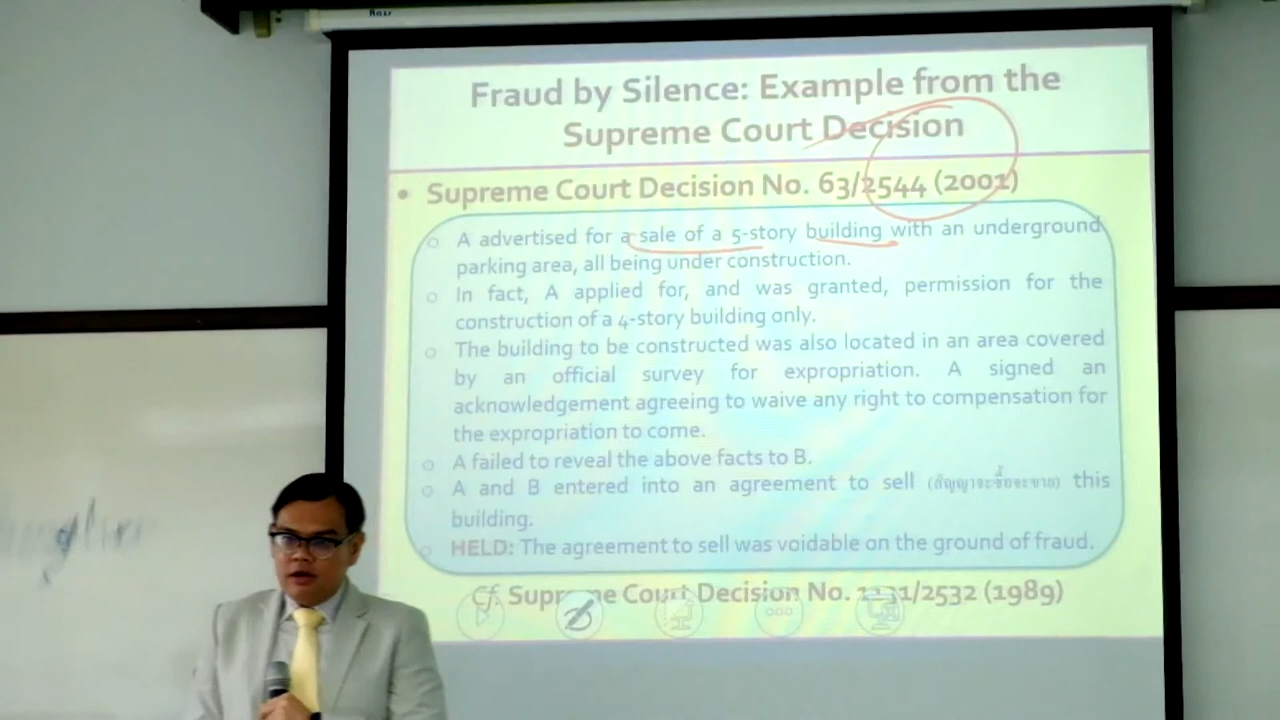 Fraud by Silence: Example from the
Supreme Court Decision
• Supreme Court Decision No. 63/2544 (2001)
o A advertised for a sale of a 5-story building with an underground
parking area, all being under construction.
o In fact, A applied for, and was granted, permission for the
construction of a 4-story building only.
o The building to be constructed was also located in an area covered
by an official survey for expropriation. A signed an
acknowledgement agreeing to waive any right to compensation for
the expropriation to come.
o A failed to reveal the above facts to B.
o A and B entered into an agreement to sell (สัญญาจะซื้อจะขาย) this
building.
o HELD: The agreement to sell was voidable on the ground of fraud.
Cf. Supreme Court Decision No. /2532 (1989)